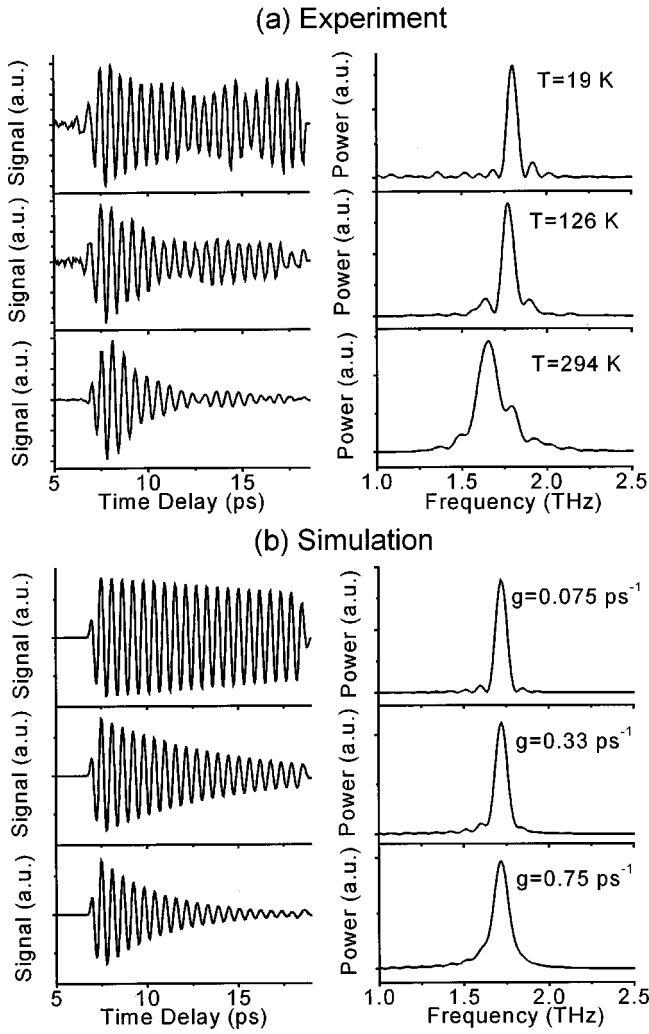 (a) Experiment
Signal (a.u.)
Power (a.u.)
T=19 K
Signal (a.u.)
Power (a.u.)
T=126 K
Signal (a.u.)
Power (a.u.)
T=294 K
5 10 15
1.0 1.5 2.0 2.5
Time Delay (ps)
Frequency (THz)
(b) Simulation
Signal (a.u.)
Power (a.u.)
g=0.075 ps⁻¹
Signal (a.u.)
Power (a.u.)
g=0.33 ps⁻¹
Signal (a.u.)
Power (a.u.)
g=0.75 ps⁻¹
5 10 15
1.0 1.5 2.0 2.5
Time Delay (ps)
Frequency (THz)